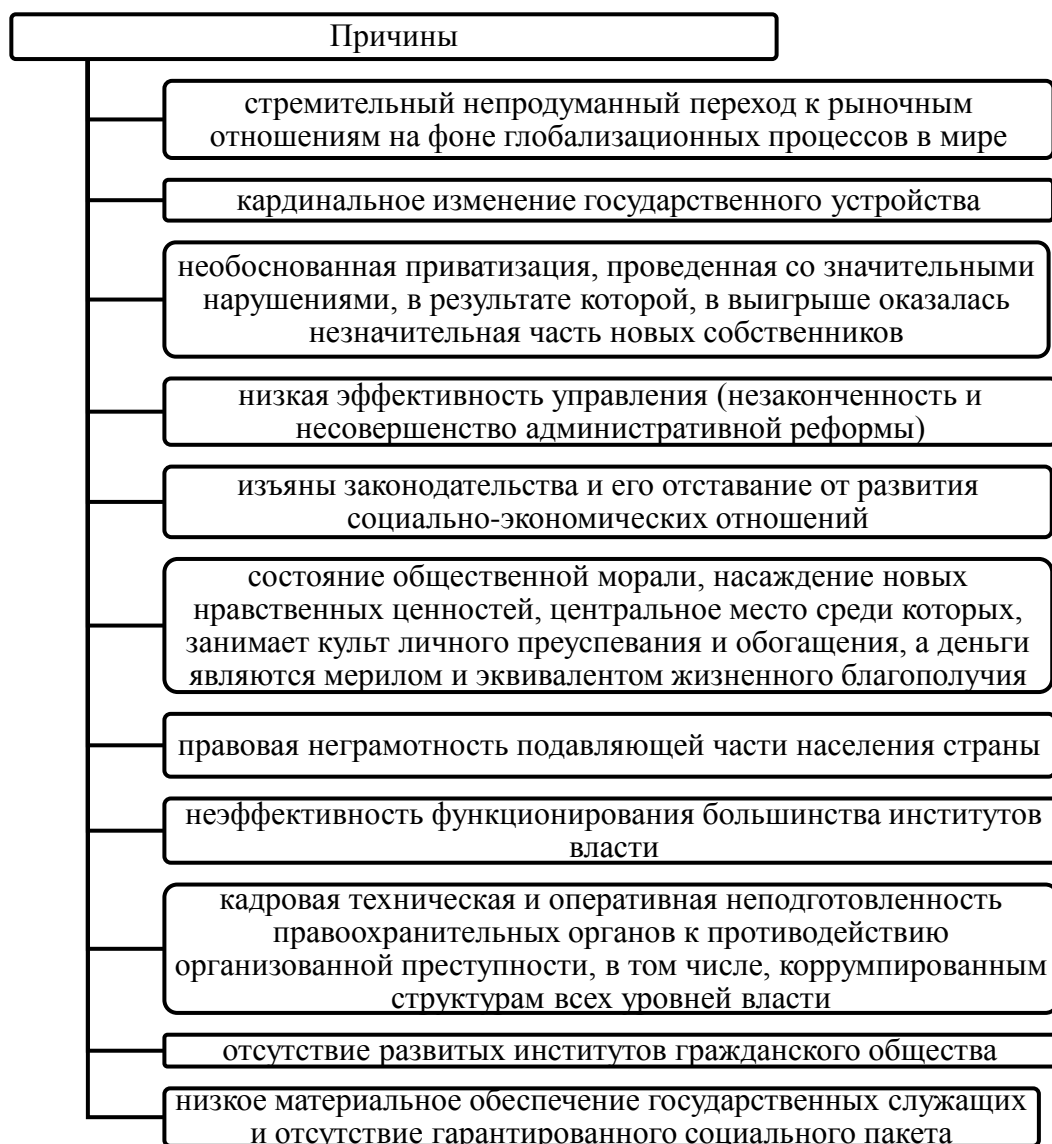 Причины
стремительный непродуманный переход к рыночным
отношениям на фоне глобализационных процессов в мире
кардинальное изменение государственного устройства
необоснованная приватизация, проведенная со значительными
нарушениями, в результате которой, в выигрыше оказалась
незначительная часть новых собственников
низкая эффективность управления (незаконченность и
несовершенство административной реформы)
изъяны законодательства и его отставание от развития
социально-экономических отношений
состояние общественной морали, насаждение новых
нравственных ценностей, центральное место среди которых,
занимает культ личного преуспевания и обогащения, а деньги
являются мерилом и эквивалентом жизненного благополучия
правовая неграмотность подавляющей части населения страны
неэффективность функционирования большинства институтов
власти
кадровая техническая и оперативная неподготовленность
правоохранительных органов к противодействию
организованной преступности, в том числе, коррумпированным
структурам всех уровней власти
отсутствие развитых институтов гражданского общества
низкое материальное обеспечение государственных служащих
и отсутствие гарантированного социального пакета